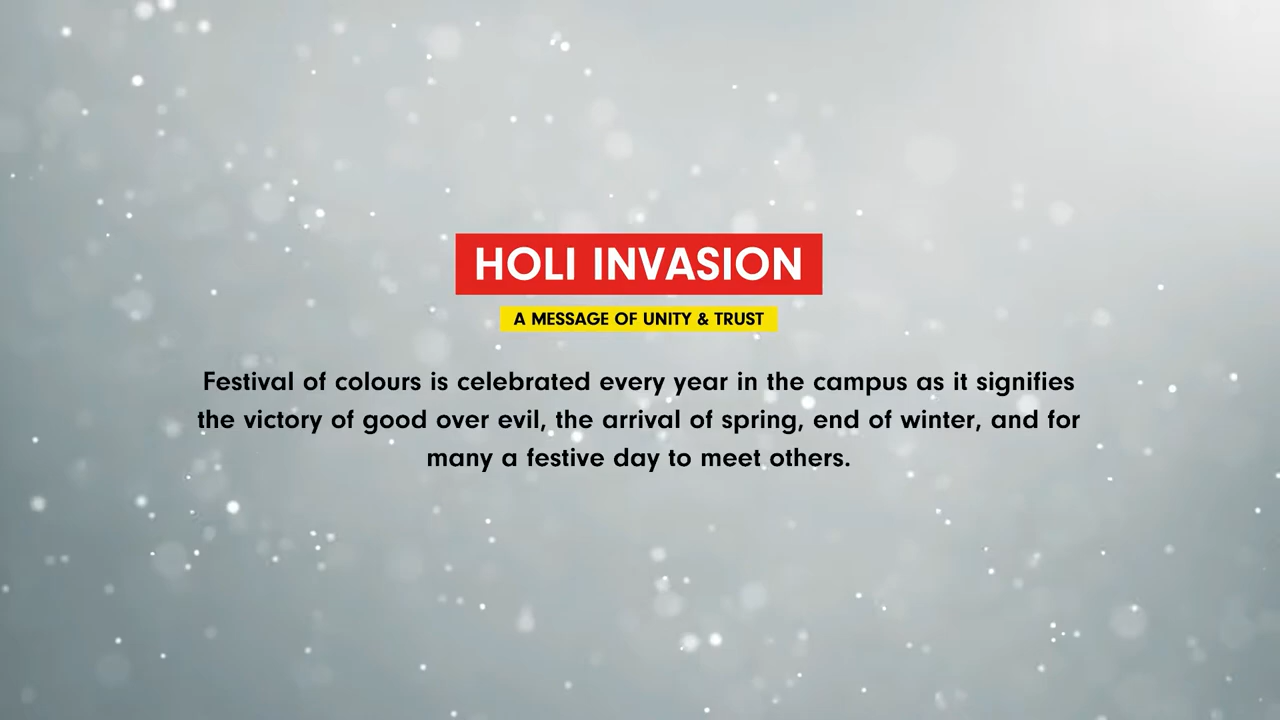 HOLI INVASION
A MESSAGE OF UNITY & TRUST
Festival of colours is celebrated every year in the campus as it signifies
the victory of good over evil, the arrival of spring, end of winter, and for
many a festive day to meet others.